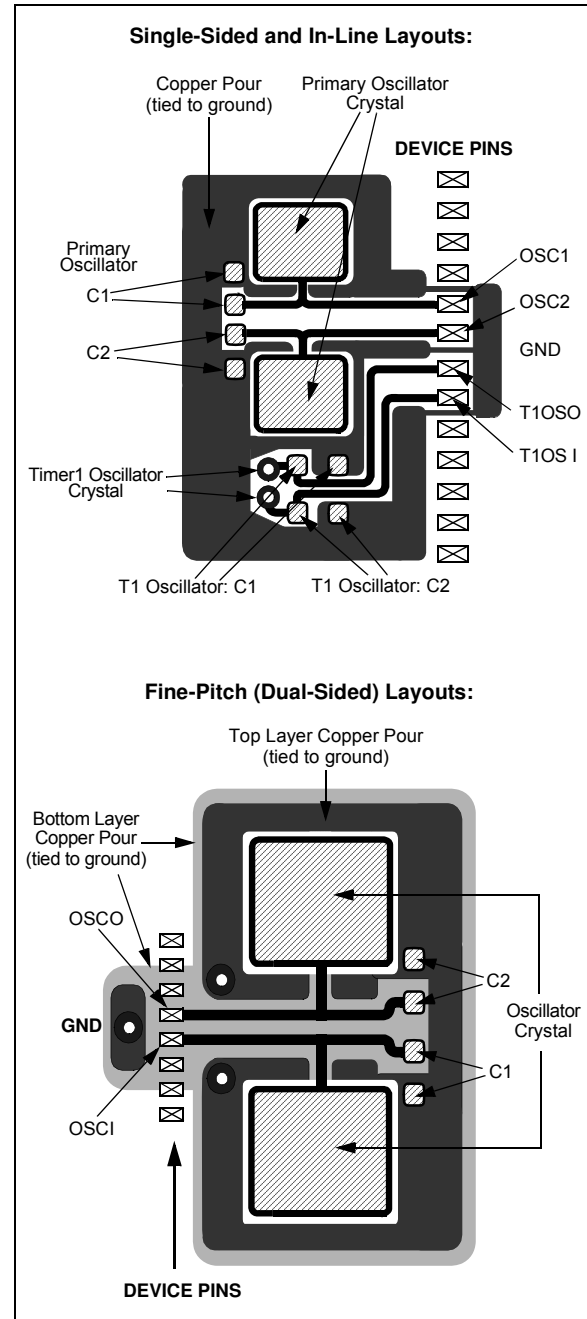 Single-Sided and In-Line Layouts:
Copper Pour
(tied to ground)
Primary Oscillator
Crystal
DEVICE PINS
Primary
Oscillator
C1
C2
OSC1
OSC2
GND
T1OSO
T1OS I
Timer1 Oscillator
Crystal
T1 Oscillator: C1
T1 Oscillator: C2
Fine-Pitch (Dual-Sided) Layouts:
Top Layer Copper Pour
(tied to ground)
Bottom Layer
Copper Pour
(tied to ground)
OSCO
GND
OSCI
C2
Oscillator
Crystal
C1
DEVICE PINS